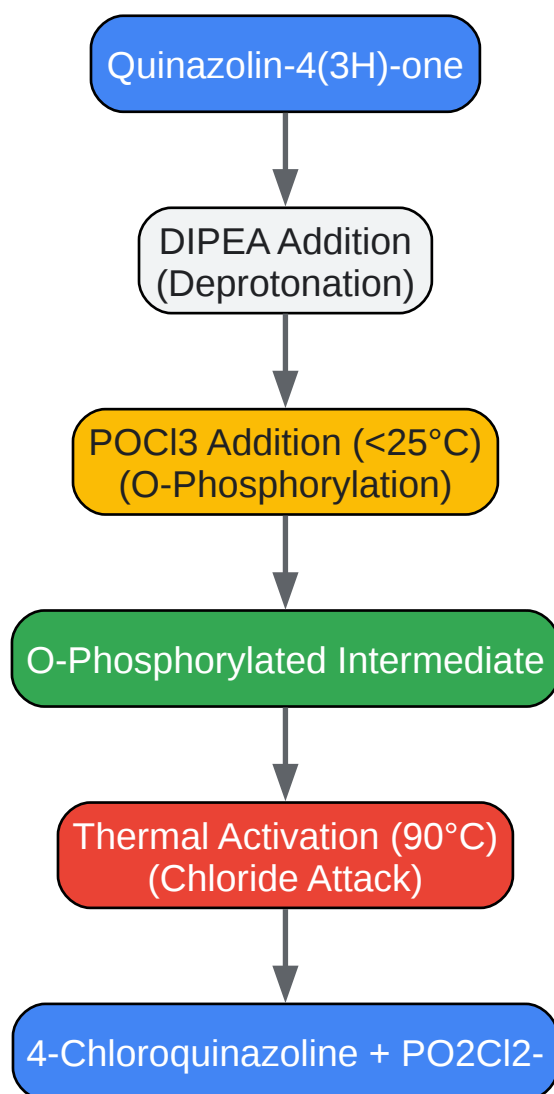 Quinazolin-4(3H)-one
DIPEA Addition
(Deprotonation)
POCl3 Addition (<25°C)
(O-Phosphorylation)
O-Phosphorylated Intermediate
Thermal Activation (90°C)
(Chloride Attack)
4-Chloroquinazoline + PO2Cl2-